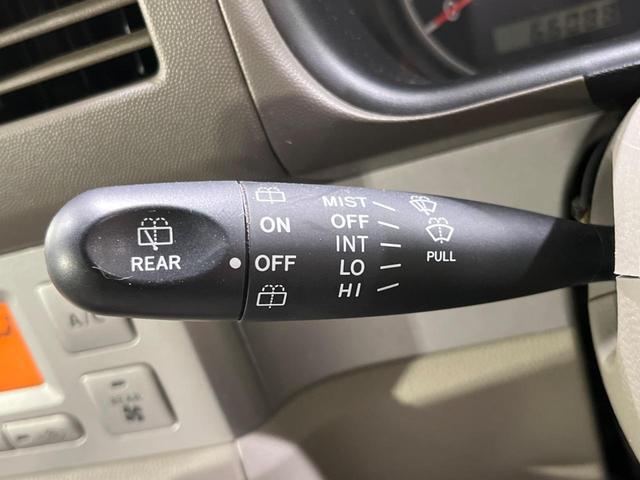 REAR
ON
OFF
MIST
OFF
INT
LO
HI
PULL
A/C
REAR